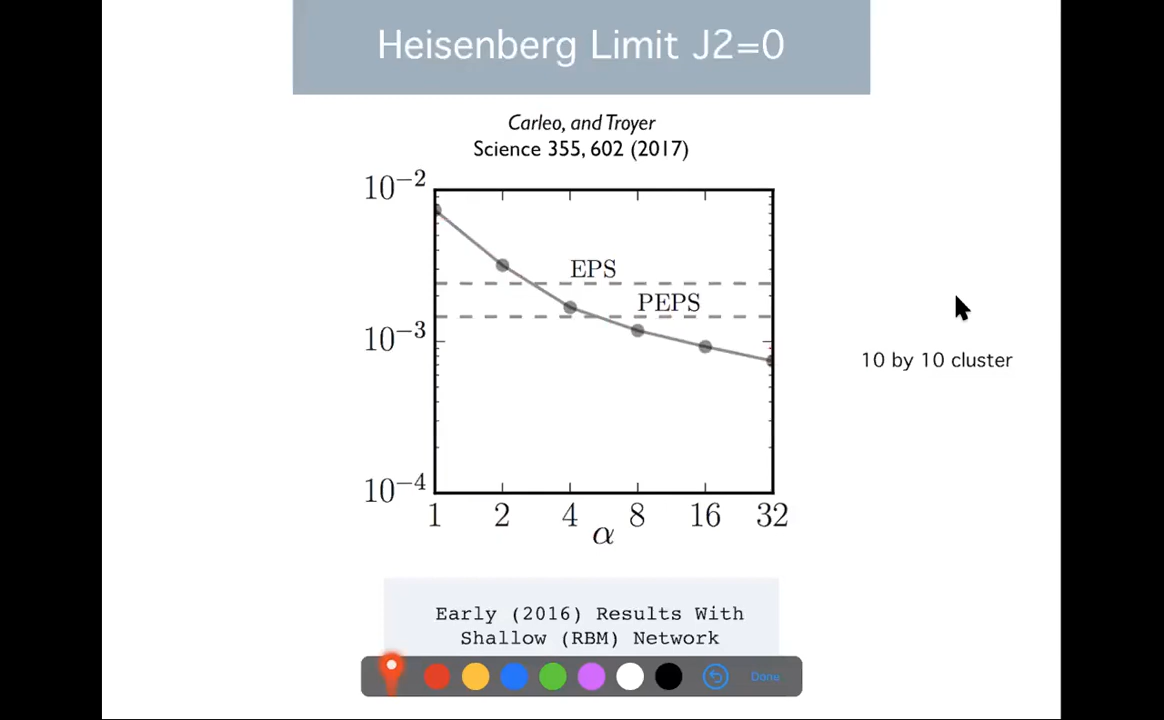 Heisenberg Limit J2=0
Carleo, and Troyer
Science 355, 602 (2017)
10−2
EPS
PEPS
10−3
10 by 10 cluster
10−4
1 2 4 8 16 32
α
Early (2016) Results With
Shallow (RBM) Network
Done